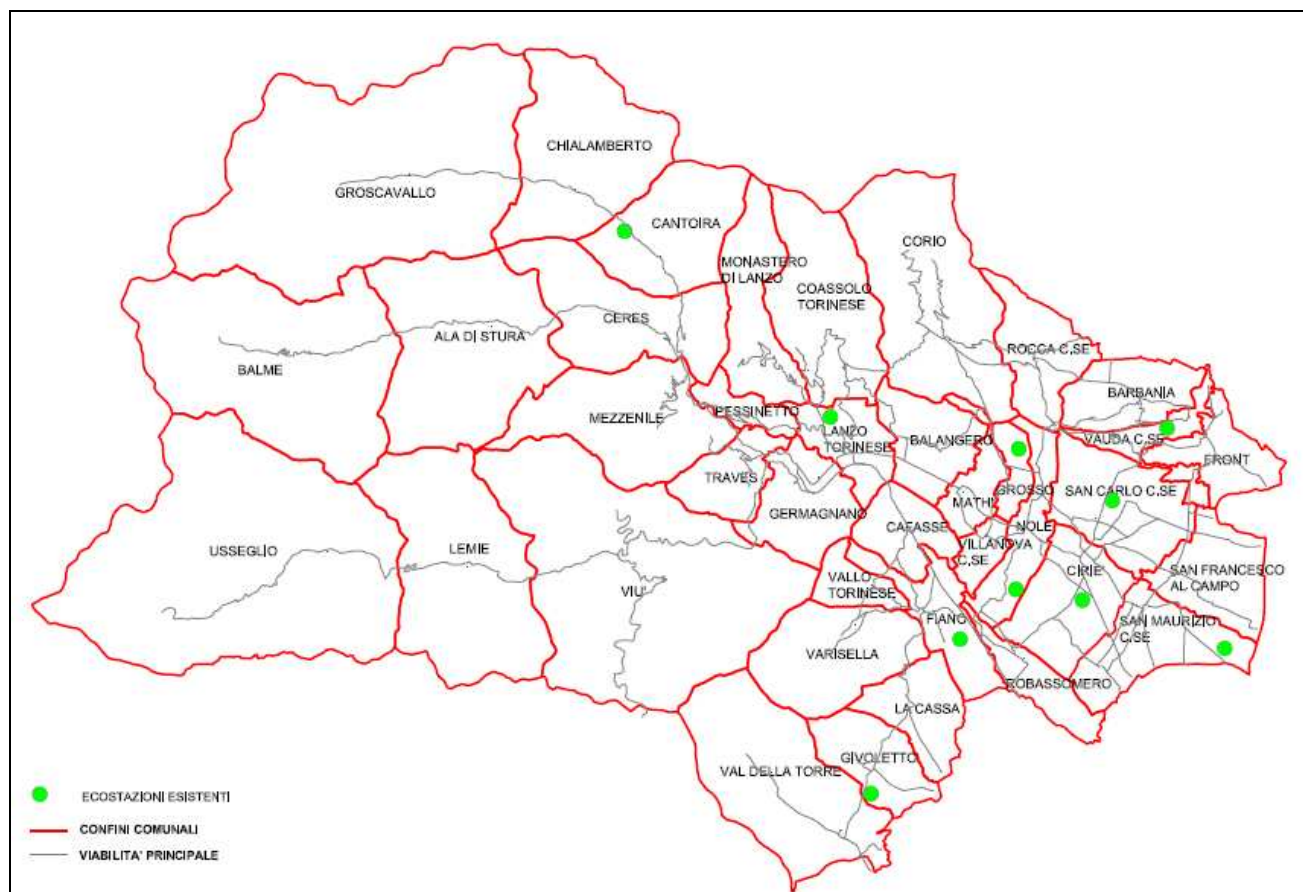 CHIALAMBERTO
GROSCAVALLO
CANTOIRA
CORIO
MONASTERO
DI LANZO
COASSOLO
TORINESE
CERES
ALA DI STURA
BALME
ROCCA C.SE
BARBANIA
MEZZENILE
PESSINETTO
LANZO
TORINESE
BALANGERO
VAUDA C.SE
FRONT
TRAVES
GROSSO
SAN CARLO C.SE
MATHI
GERMAGNANO
CAFASSE
NOLE
VILLANOVA
C.SE
USSEGLIO
LEMIE
VIU'
VALLO
TORINESE
CIRIE'
SAN FRANCESCO
AL CAMPO
FIANO
SAN MAURIZIO
C.SE
VARISELLA
ROBASSOMERO
LA CASSA
GIVOLETTO
VAL DELLA TORRE
ECOSTAZIONI ESISTENTI
CONFINI COMUNALI
VIABILITA' PRINCIPALE